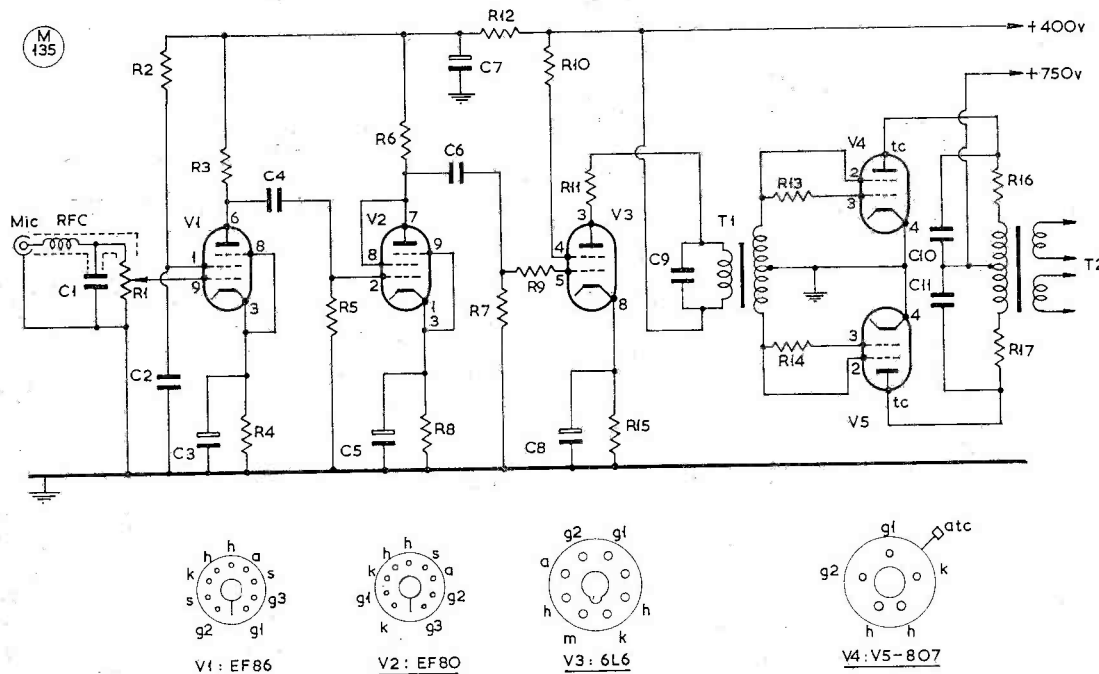 M
135
R12
+400v
R2
C7
R10
+750v
R6
C6
V4
tc
R3
C4
R11
V3
2
R13
3
4
R16
Mic
RFC
V1
6
8
V2
7
9
3
T1
C9
C10
C1
R1
1
9
3
8
2
1
3
R5
R7
R9
4
5
8
C11
T2
4
R14
3
2
R17
tc
V5
C2
C3
R4
C5
R8
C8
R15
h
h
a
s
g3
g1
g2
s
k
V1: EF86
h
h
s
a
g2
g3
k
g1
k
V2: EF80
g2
g1
a
h
h
m
k
V3: 6L6
g1
atc
g2
k
h
h
V4: V5-807